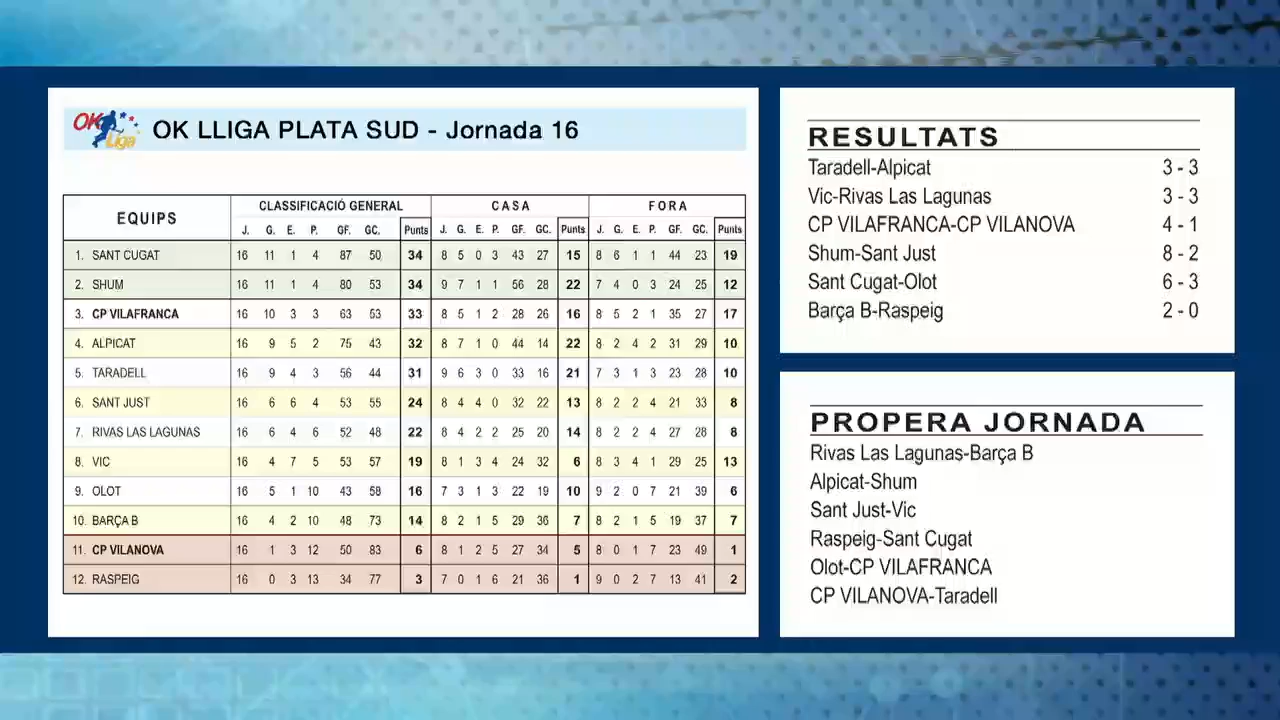 OK Liga
OK LLIGA PLATA SUD - Jornada 16
EQUIPS CLASSIFICACIÓ GENERAL CASA FORA
J. G. E. P. GF. GC. Punts J. G. E. P. GF. GC. Punts J. G. E. P. GF. GC. Punts
1. SANT CUGAT 16 11 1 4 87 50 34 8 5 0 3 43 27 15 8 6 1 1 44 23 19
2. SHUM 16 11 1 4 80 53 34 9 7 1 1 56 28 22 7 4 0 3 24 25 12
3. CP VILAFRANCA 16 10 3 3 63 53 33 8 5 1 2 28 26 16 8 5 2 1 35 27 17
4. ALPICAT 16 9 5 2 75 43 32 8 7 1 0 44 14 22 8 2 4 2 31 29 10
5. TARADELL 16 9 4 3 56 44 31 9 6 3 0 33 16 21 7 3 1 3 23 28 10
6. SANT JUST 16 6 6 4 53 55 24 8 4 4 0 32 22 13 8 2 2 4 21 33 8
7. RIVAS LAS LAGUNAS 16 6 4 6 52 48 22 8 4 2 2 25 20 14 8 2 2 4 27 28 8
8. VIC 16 4 7 5 53 57 19 8 1 3 4 24 32 6 8 3 4 1 29 25 13
9. OLOT 16 5 1 10 43 58 16 7 3 1 3 22 19 10 9 2 0 7 21 39 6
10. BARÇA B 16 4 2 10 48 73 14 8 2 1 5 29 36 7 8 2 1 5 19 37 7
11. CP VILANOVA 16 1 3 12 50 83 6 8 1 2 5 27 34 5 8 0 1 7 23 49 1
12. RASPEIG 16 0 3 13 34 77 3 7 0 1 6 21 36 1 9 0 2 7 13 41 2
RESULTATS
Taradell-Alpicat 3 - 3
Vic-Rivas Las Lagunas 3 - 3
CP VILAFRANCA-CP VILANOVA 4 - 1
Shum-Sant Just 8 - 2
Sant Cugat-Olot 6 - 3
Barça B-Raspeig 2 - 0
PROPERA JORNADA
Rivas Las Lagunas-Barça B
Alpicat-Shum
Sant Just-Vic
Raspeig-Sant Cugat
Olot-CP VILAFRANCA
CP VILANOVA-Taradell